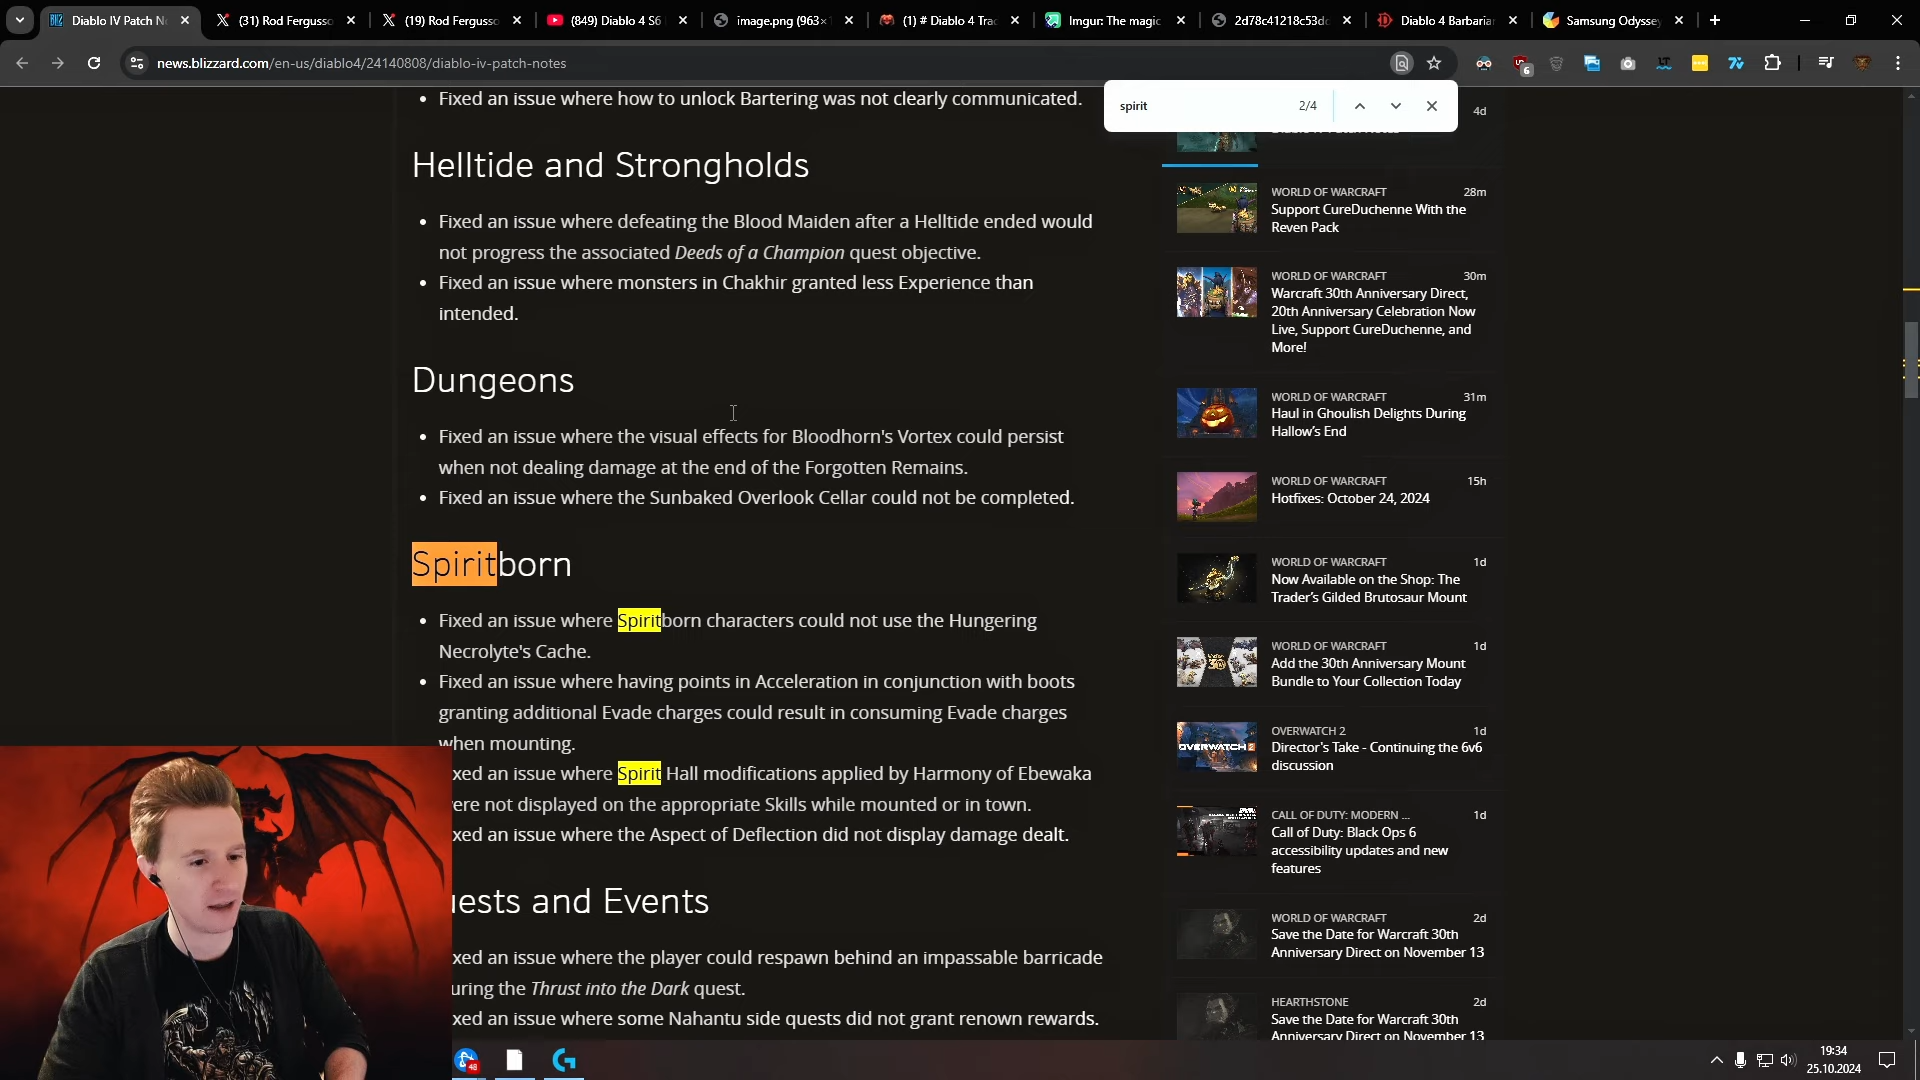 Diablo IV Patch N
(31) Rod Fergusso
(19) Rod Fergusso
(849) Diablo 4 S6
image.png (963×1
(1) # Diablo 4 Tra
Imgur: The magic
2d78c41218c53d
Diablo 4 Barbaria
Samsung Odysse
news.blizzard.com/en-us/diablo4/24140808/diablo-iv-patch-notes
6
spirit
2/4
• Fixed an issue where how to unlock Bartering was not clearly communicated.
Helltide and Strongholds
• Fixed an issue where defeating the Blood Maiden after a Helltide ended would
not progress the associated Deeds of a Champion quest objective.
• Fixed an issue where monsters in Chakhir granted less Experience than
intended.
Dungeons
• Fixed an issue where the visual effects for Bloodhorn's Vortex could persist
when not dealing damage at the end of the Forgotten Remains.
• Fixed an issue where the Sunbaked Overlook Cellar could not be completed.
Spiritborn
• Fixed an issue where Spiritborn characters could not use the Hungering
Necrolyte's Cache.
• Fixed an issue where having points in Acceleration in conjunction with boots
granting additional Evade charges could result in consuming Evade charges
when mounting.
xed an issue where Spirit Hall modifications applied by Harmony of Ebewaka
ere not displayed on the appropriate Skills while mounted or in town.
xed an issue where the Aspect of Deflection did not display damage dealt.
uests and Events
xed an issue where the player could respawn behind an impassable barricade
uring the Thrust into the Dark quest.
xed an issue where some Nahantu side quests did not grant renown rewards.
4d
WORLD OF WARCRAFT 28m
Support CureDuchenne With the
Reven Pack
WORLD OF WARCRAFT 30m
Warcraft 30th Anniversary Direct,
20th Anniversary Celebration Now
Live, Support CureDuchenne, and
More!
WORLD OF WARCRAFT 31m
Haul in Ghoulish Delights During
Hallow's End
WORLD OF WARCRAFT 15h
Hotfixes: October 24, 2024
WORLD OF WARCRAFT 1d
Now Available on the Shop: The
Trader's Gilded Brutosaur Mount
WORLD OF WARCRAFT 1d
Add the 30th Anniversary Mount
Bundle to Your Collection Today
OVERWATCH 2 1d
Director's Take - Continuing the 6v6
discussion
OVERWATCH 2
CALL OF DUTY: MODERN ... 1d
Call of Duty: Black Ops 6
accessibility updates and new
features
WORLD OF WARCRAFT 2d
Save the Date for Warcraft 30th
Anniversary Direct on November 13
HEARTHSTONE 2d
Save the Date for Warcraft 30th
Anniversary Direct on November 13
48
19:34
25.10.2024